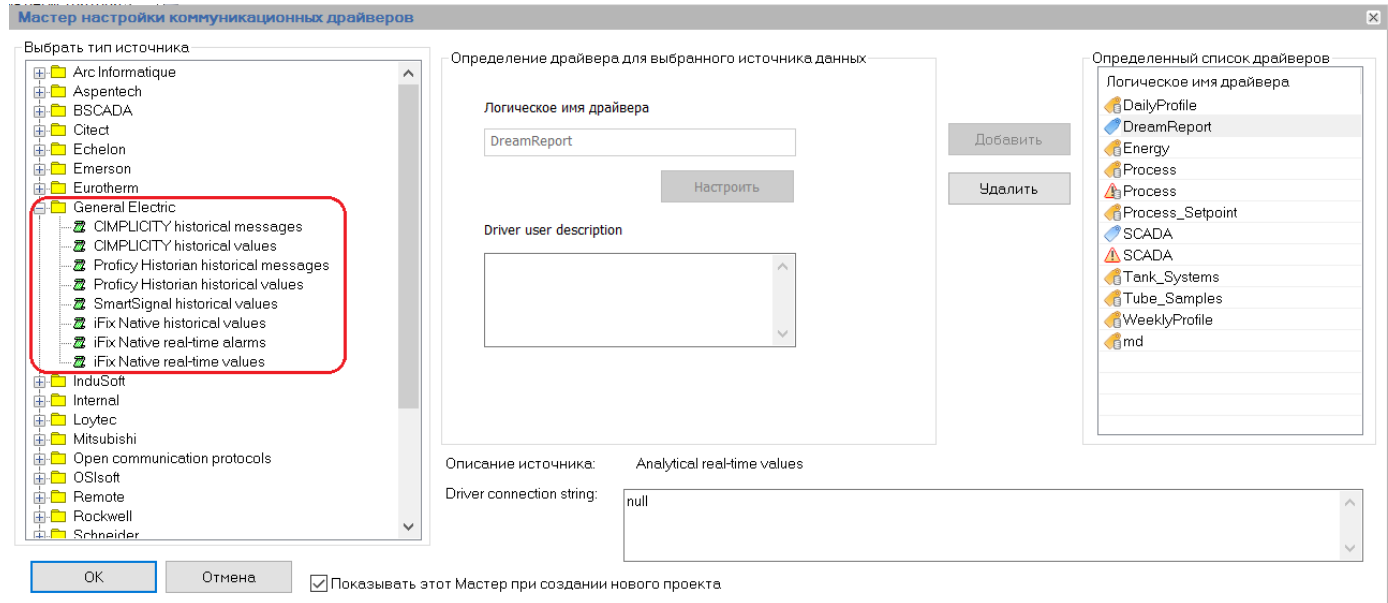 Мастер настройки коммуникационных драйверов
Выбрать тип источника
Arc Informatique
Aspentech
BSCADA
Citect
Echelon
Emerson
Eurotherm
General Electric
CIMPLICITY historical messages
CIMPLICITY historical values
Proficy Historian historical messages
Proficy Historian historical values
SmartSignal historical values
iFix Native historical values
iFix Native real-time alarms
iFix Native real-time values
InduSoft
Internal
Loytec
Mitsubishi
Open communication protocols
OSIsoft
Remote
Rockwell
Schneider
Определение драйвера для выбранного источника данных
Логическое имя драйвера
DreamReport
Настроить
Driver user description
Добавить
Удалить
Определенный список драйверов
Логическое имя драйвера
DailyProfile
DreamReport
Energy
Process
Process
Process_Setpoint
SCADA
SCADA
Tank_Systems
Tube_Samples
WeeklyProfile
md
Описание источника: Analytical real-time values
Driver connection string: null
OK Отмена Показывать этот Мастер при создании нового проекта